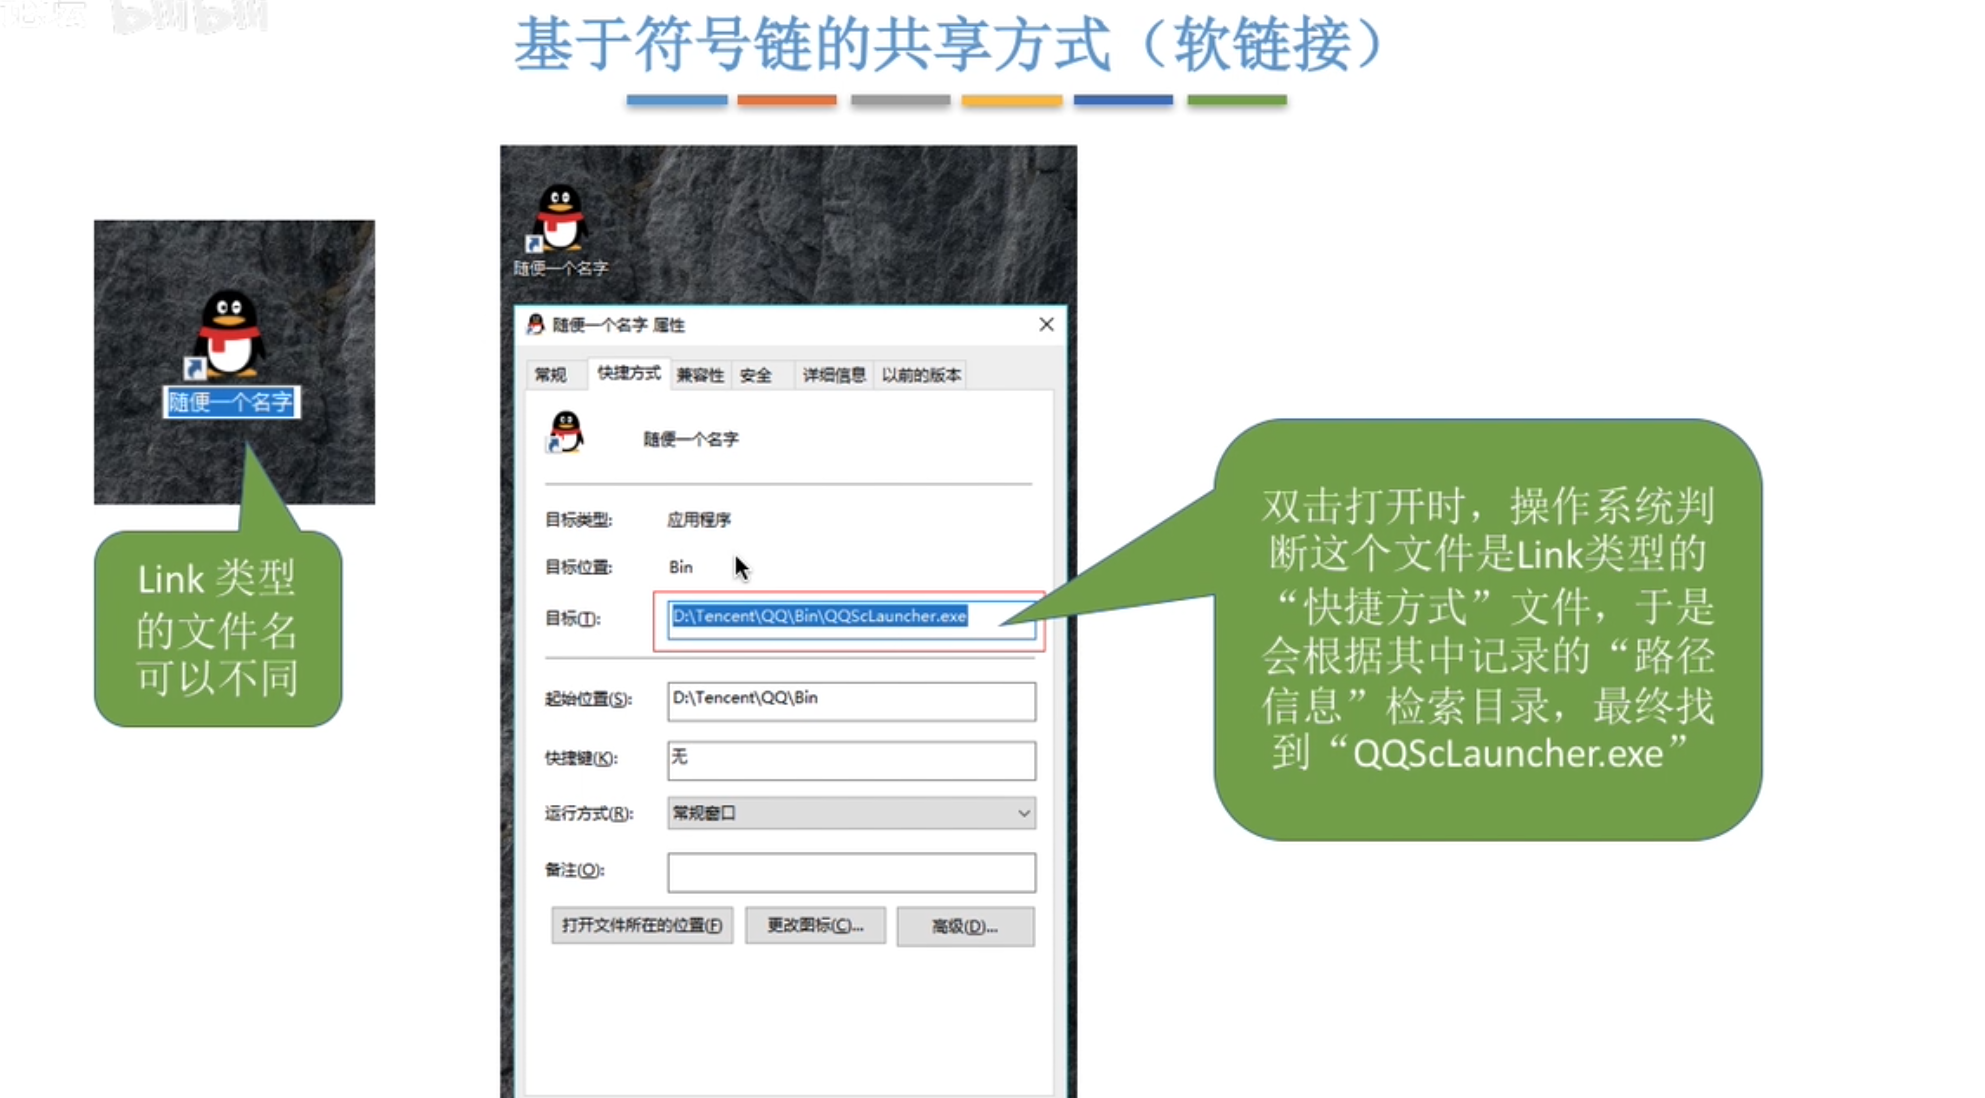 基于符号链的共享方式（软链接）
随便一个名字
Link 类型
的文件名
可以不同
随便一个名字
随便一个名字 属性
常规 快捷方式 兼容性 安全 详细信息 以前的版本
随便一个名字
目标类型: 应用程序
目标位置: Bin
目标(T): D:\Tencent\QQ\Bin\QQScLauncher.exe
起始位置(S): D:\Tencent\QQ\Bin
快捷键(K): 无
运行方式(R): 常规窗口
备注(O):
打开文件所在的位置(F) 更改图标(C)... 高级(D)...
双击打开时，操作系统判
断这个文件是Link类型的
“快捷方式”文件，于是
会根据其中记录的“路径
信息”检索目录，最终找
到“QQScLauncher.exe”